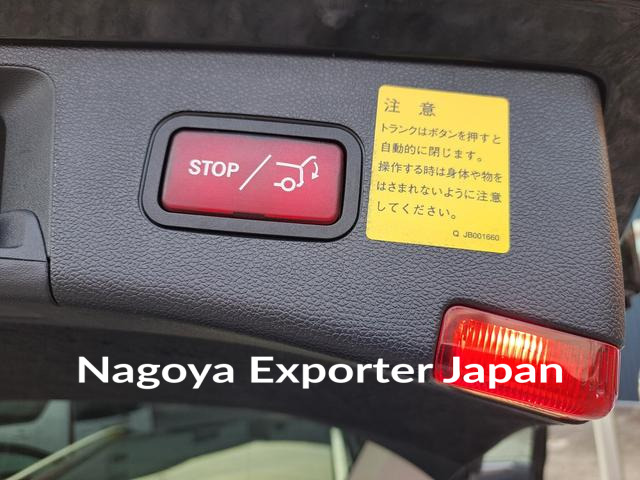 STOP /
注 意
トランクはボタンを押すと
自動的に閉じます。
操作する時は身体や物を
はさまれないように注意
してください。
Q JB001660
Nagoya Exporter Japan